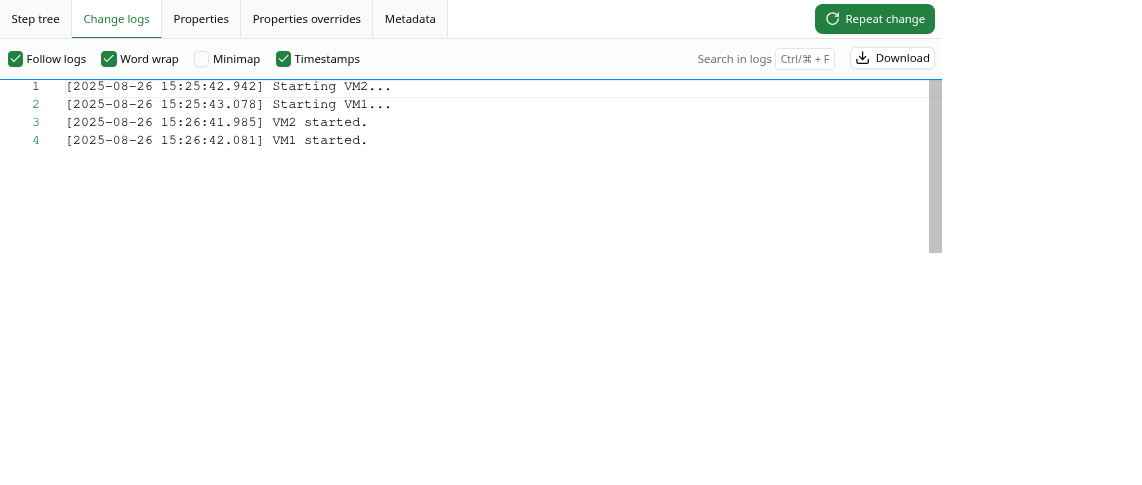 Step tree Change logs Properties Properties overrides Metadata Repeat change
Follow logs Word wrap Minimap Timestamps Search in logs Ctrl/⌘ + F Download
1 [2025-08-26 15:25:42.942] Starting VM2...
2 [2025-08-26 15:25:43.078] Starting VM1...
3 [2025-08-26 15:26:41.985] VM2 started.
4 [2025-08-26 15:26:42.081] VM1 started.